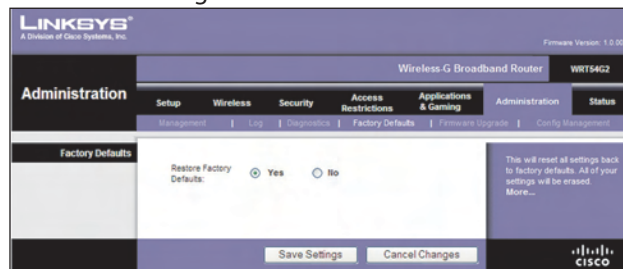 LINKSYS®
A Division of Cisco Systems, Inc.
Firmware Version: 1.0.00
Wireless-G Broadband Router WRT54G2
Administration
Setup Wireless Security Access Restrictions Applications & Gaming Administration Status
Management | Log | Diagnostics | Factory Defaults | Firmware Upgrade | Config Management
Factory Defaults
Restore Factory Defaults: Yes No
This will reset all settings back
to factory defaults. All of your
settings will be erased.
More...
Save Settings Cancel Changes
CISCO